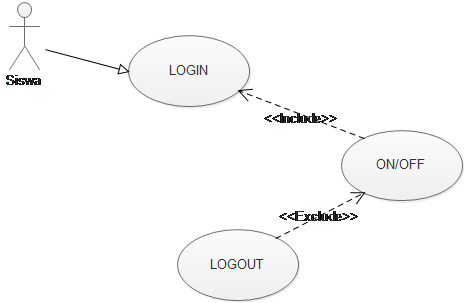 Siswa
LOGIN
<<Include>>
ON/OFF
<<Exclude>>
LOGOUT